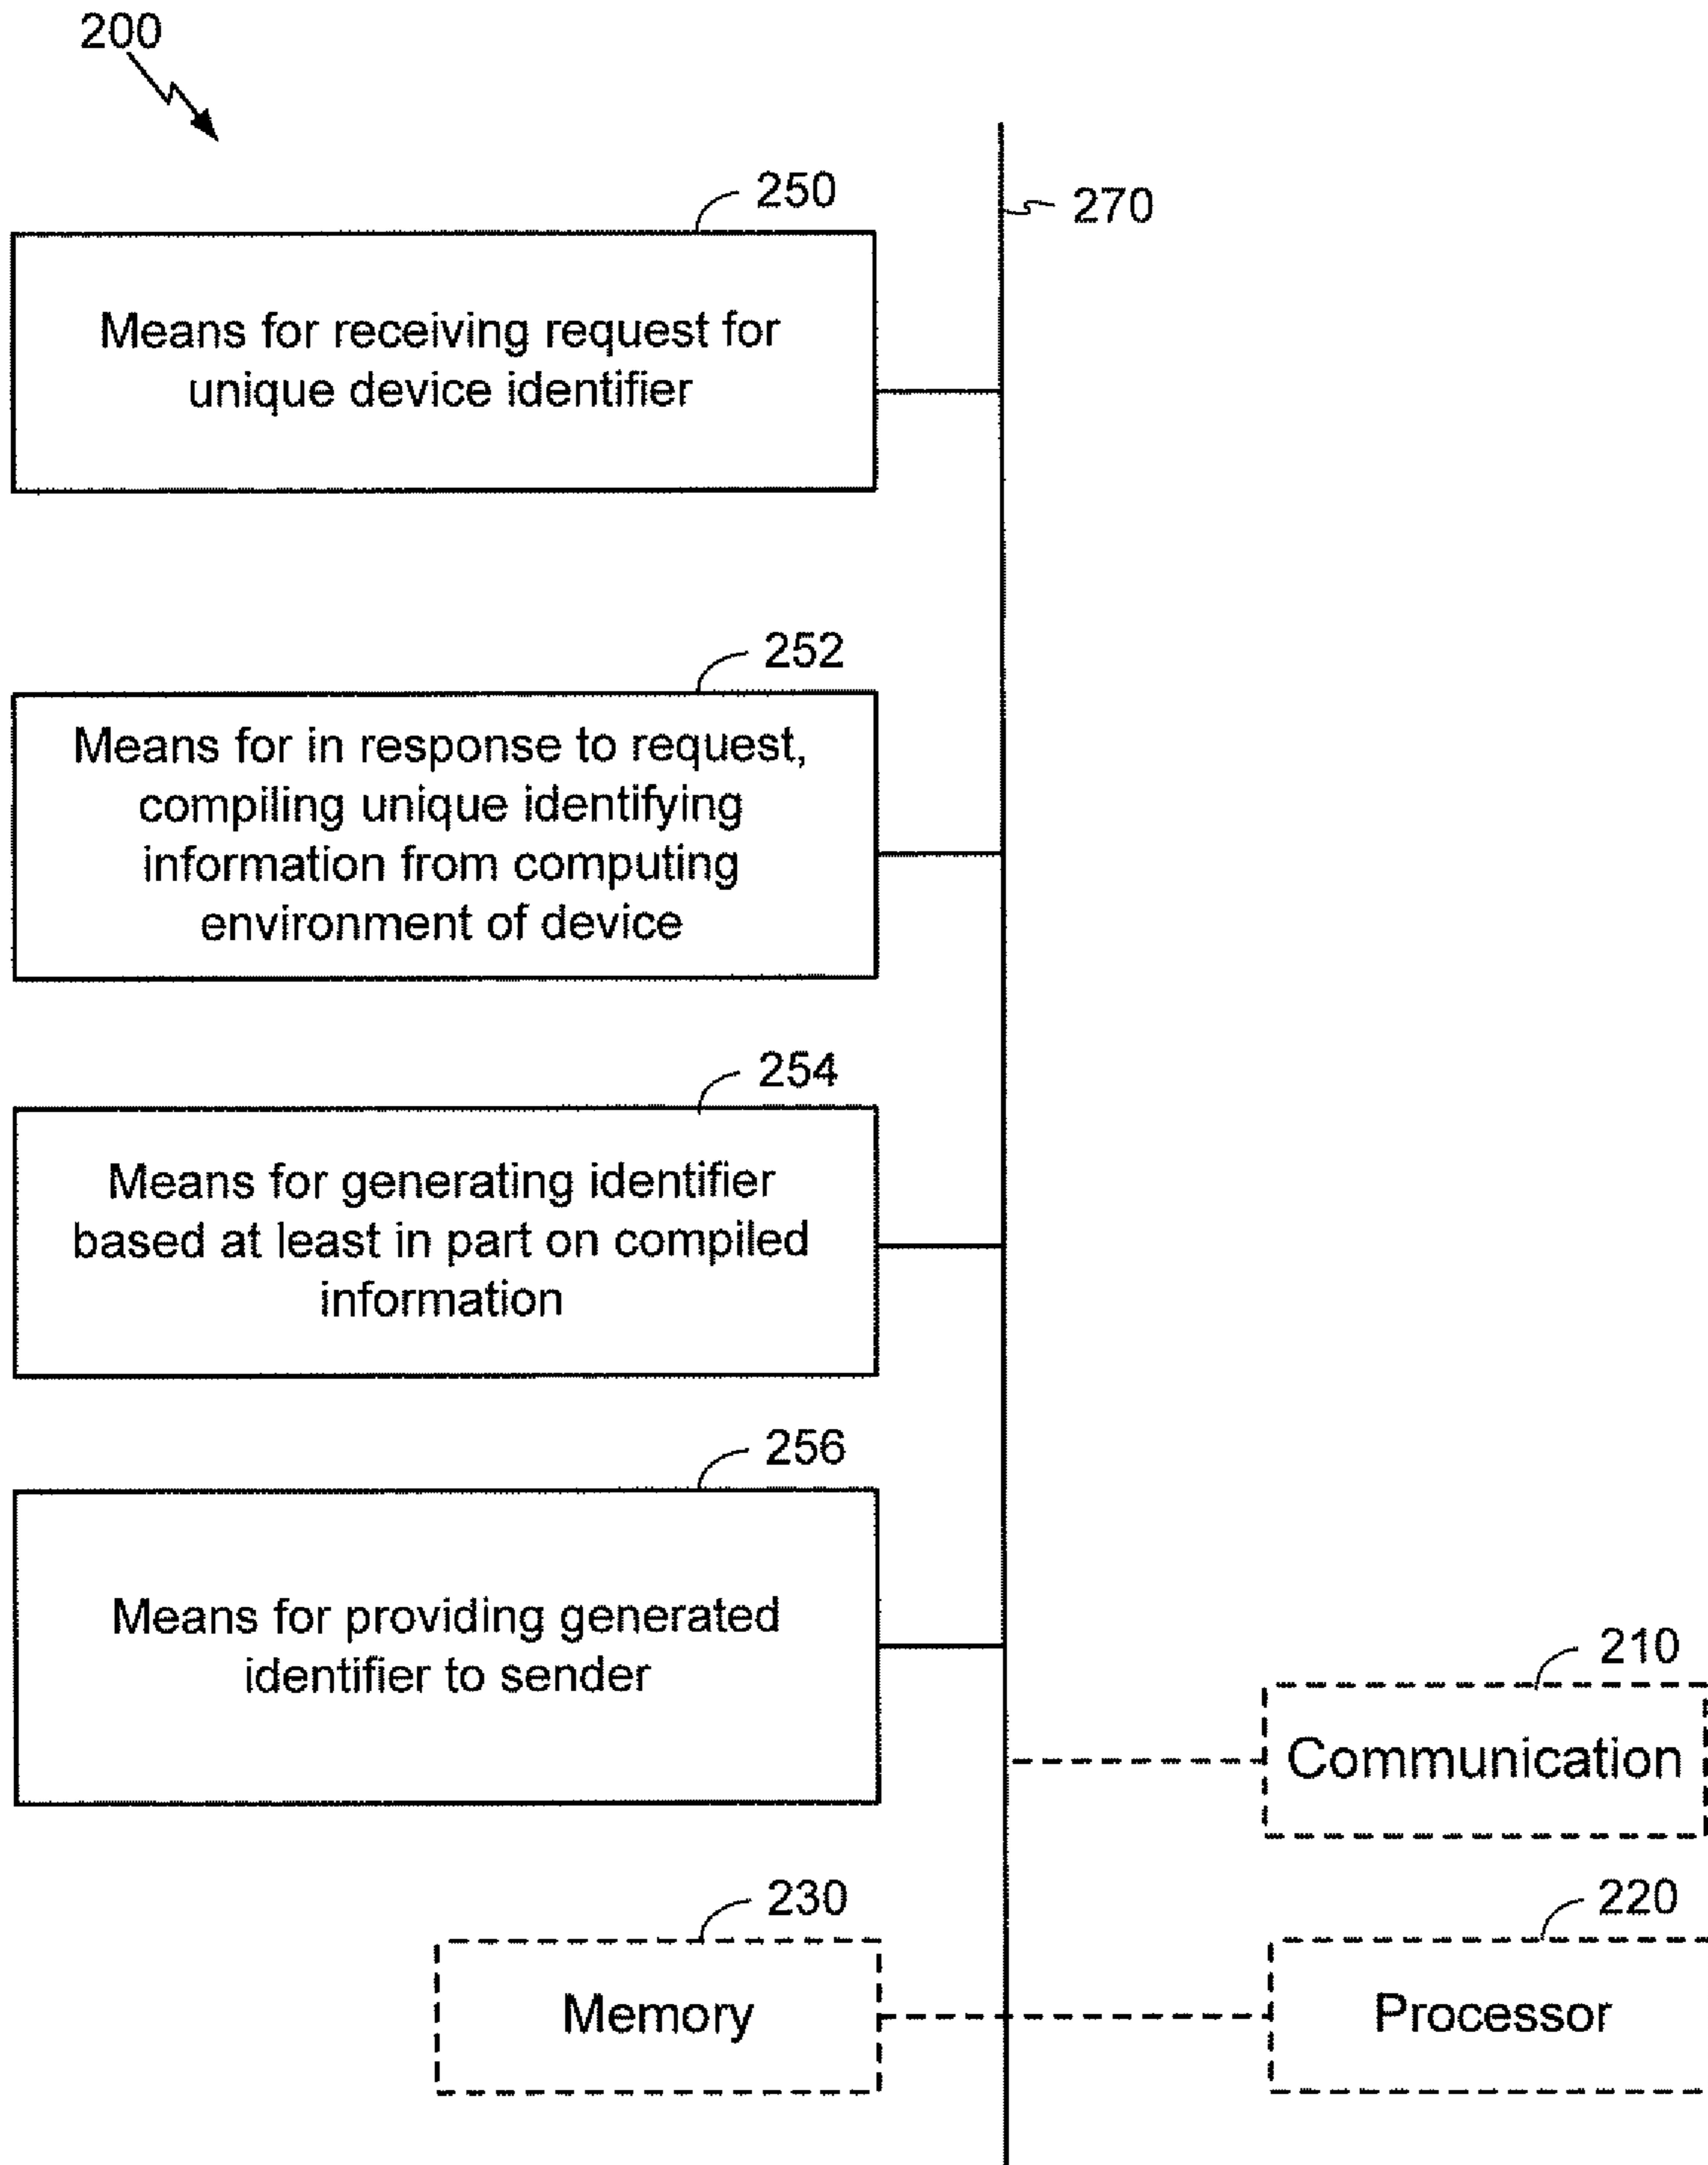 200
250
270
Means for receiving request for
unique device identifier
252
Means for in response to request,
compiling unique identifying
information from computing
environment of device
254
Means for generating identifier
based at least in part on compiled
information
256
Means for providing generated
identifier to sender
210
Communication
230
Memory
220
Processor